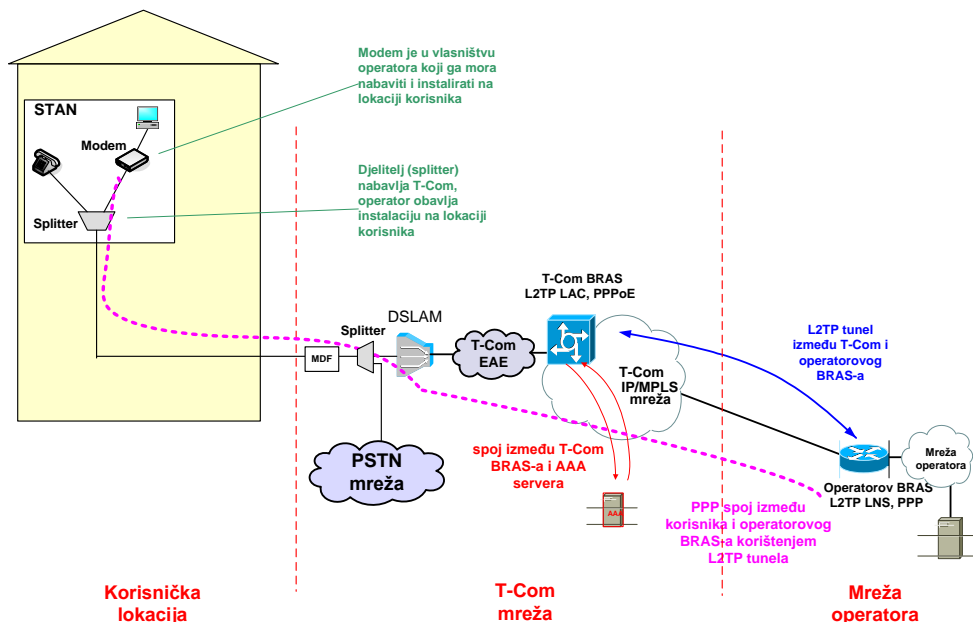 Modem je u vlasništvu
operatora koji ga mora
nabaviti i instalirati na
lokaciji korisnika
STAN
Modem
Splitter
Djelitelj (splitter)
nabavlja T-Com,
operator obavlja
instalaciju na lokaciji
korisnika
T-Com BRAS
L2TP LAC, PPPoE
DSLAM
Splitter
MDF
T-Com
EAE
T-Com
IP/MPLS
mreža
L2TP tunel
između T-Com i
operatorovog
BRAS-a
PSTN
mreža
spoj između T-Com
BRAS-a i AAA
servera
AAA
Mreža
operatora
Operatorov BRAS
L2TP LNS, PPP
PPP spoj između
korisnika i operatorovog
BRAS-a korištenjem
L2TP tunela
Korisnička
lokacija
T-Com
mreža
Mreža
operatora